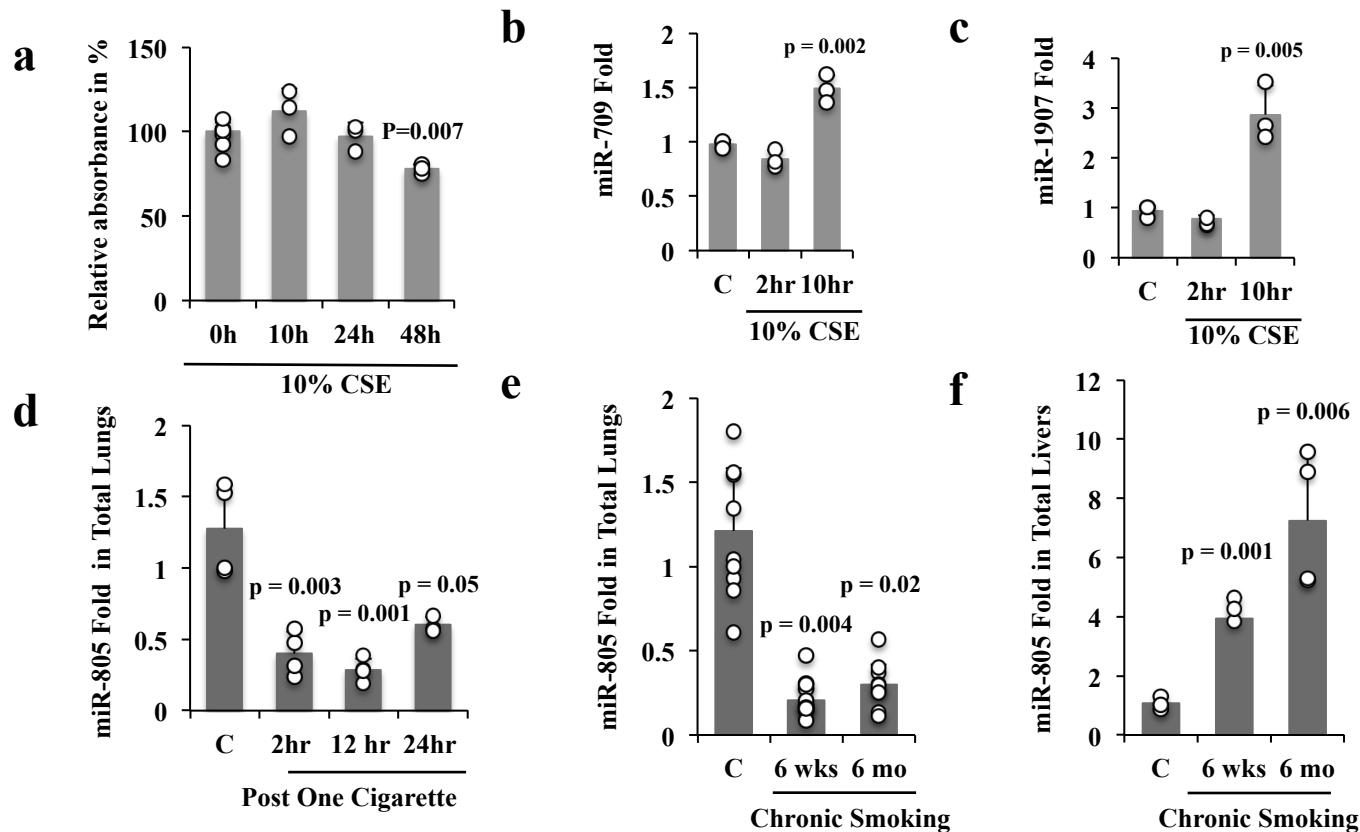 a
Relative absorbance in %
150
100
50
0
P=0.007
0h 10h 24h 48h
10% CSE
b
miR-709 Fold
2
1.5
1
0.5
0
p = 0.002
C 2hr 10hr
10% CSE
c
miR-1907 Fold
4
3
2
1
0
p = 0.005
C 2hr 10hr
10% CSE
d
miR-805 Fold in Total Lungs
2
1.5
1
0.5
0
p = 0.003
p = 0.001
p = 0.05
C 2hr 12 hr 24hr
Post One Cigarette
e
miR-805 Fold in Total Lungs
2
1.5
1
0.5
0
p = 0.004
p = 0.02
C 6 wks 6 mo
Chronic Smoking
f
miR-805 Fold in Total Livers
12
10
8
6
4
2
0
p = 0.001
p = 0.006
C 6 wks 6 mo
Chronic Smoking